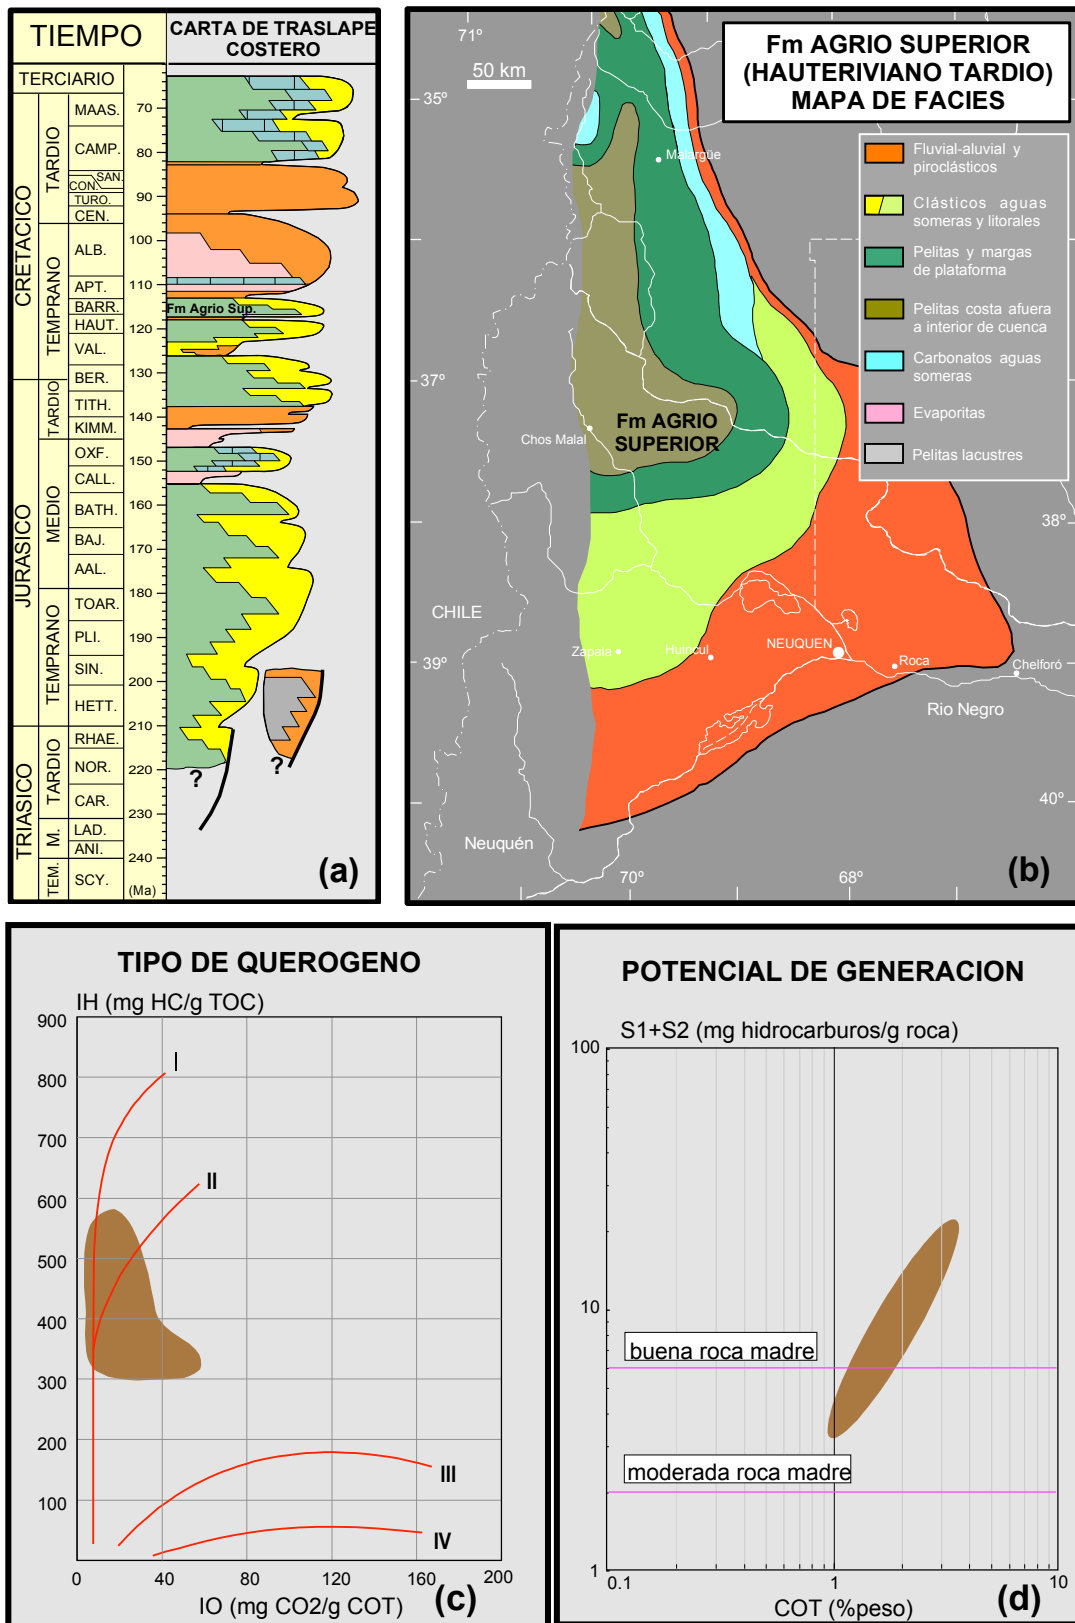 TIEMPO
CARTA DE TRASLAPE
COSTERO
TERCIARIO
CRETACICO
TARDIO
TEMPRANO
JURASICO
TARDIO
MEDIO
TEMPRANO
TRIASICO
TARDIO
M.
TEM.
MAAS.
CAMP.
SAN.
CON.
TURO.
CEN.
ALB.
APT.
BARR.
HAUT.
VAL.
BER.
TITH.
KIMM.
OXF.
CALL.
BATH.
BAJ.
AAL.
TOAR.
PLI.
SIN.
HETT.
RHAE.
NOR.
CAR.
LAD.
ANI.
SCY.
70
80
90
100
110
120
130
140
150
160
170
180
190
200
210
220
230
240
(Ma)
Fm Agrio Sup.
?
?
(a)
71º
50 km
35º
37º
39º
38º
40º
70º
68º
Fm AGRIO SUPERIOR
(HAUTERIVIANO TARDIO)
MAPA DE FACIES
Fluvial-aluvial y
piroclásticos
Clásticos aguas
someras y litorales
Pelitas y margas
de plataforma
Pelitas costa afuera
a interior de cuenca
Carbonatos aguas
someras
Evaporitas
Pelitas lacustres
Malargüe
Fm AGRIO
SUPERIOR
Chos Malal
CHILE
Zapala
Huincul
NEUQUEN
Roca
Chelforó
Rio Negro
Neuquén
(b)
TIPO DE QUEROGENO
IH (mg HC/g TOC)
900
800
700
600
500
400
300
200
100
I
II
III
IV
0
40
80
120
160
200
IO (mg CO2/g COT)
(c)
POTENCIAL DE GENERACION
S1+S2 (mg hidrocarburos/g roca)
100
10
1
buena roca madre
moderada roca madre
0.1
1
10
COT (%peso)
(d)